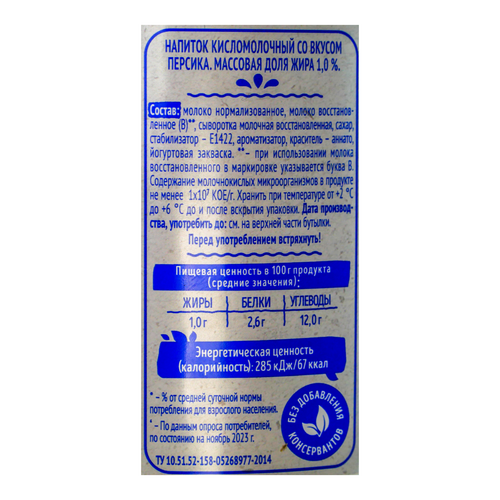 НАПИТОК КИСЛОМОЛОЧНЫЙ СО ВКУСОМ
ПЕРСИКА. МАССОВАЯ ДОЛЯ ЖИРА 1,0 %.
Состав: молоко нормализованное, молоко восстанов-
ленное (В)**, сыворотка молочная восстановленная, сахар,
стабилизатор – Е1422, ароматизатор, краситель – аннато,
йогуртовая закваска. **– при использовании молока
восстановленного в маркировке указывается буква В.
Содержание молочнокислых микроорганизмов в продукте
не менее 1х10⁷ КОЕ/г. Хранить при температуре от +2 °С
до +6 °С до и после вскрытия упаковки. Дата производ-
ства, употребить до: см. на верхней части бутылки.
Перед употреблением встряхнуть!
Пищевая ценность в 100 г продукта
(средние значения):
ЖИРЫ БЕЛКИ УГЛЕВОДЫ
1,0 г 2,6 г 12,0 г
Энергетическая ценность
(калорийность): 285 кДж/67 ккал
* – % от средней суточной нормы
потребления для взрослого населения.
* – По данным опроса потребителей,
по состоянию на ноябрь 2023 г.
БЕЗ ДОБАВЛЕНИЯ
КОНСЕРВАНТОВ
ТУ 10.51.52-158-05268977-2014